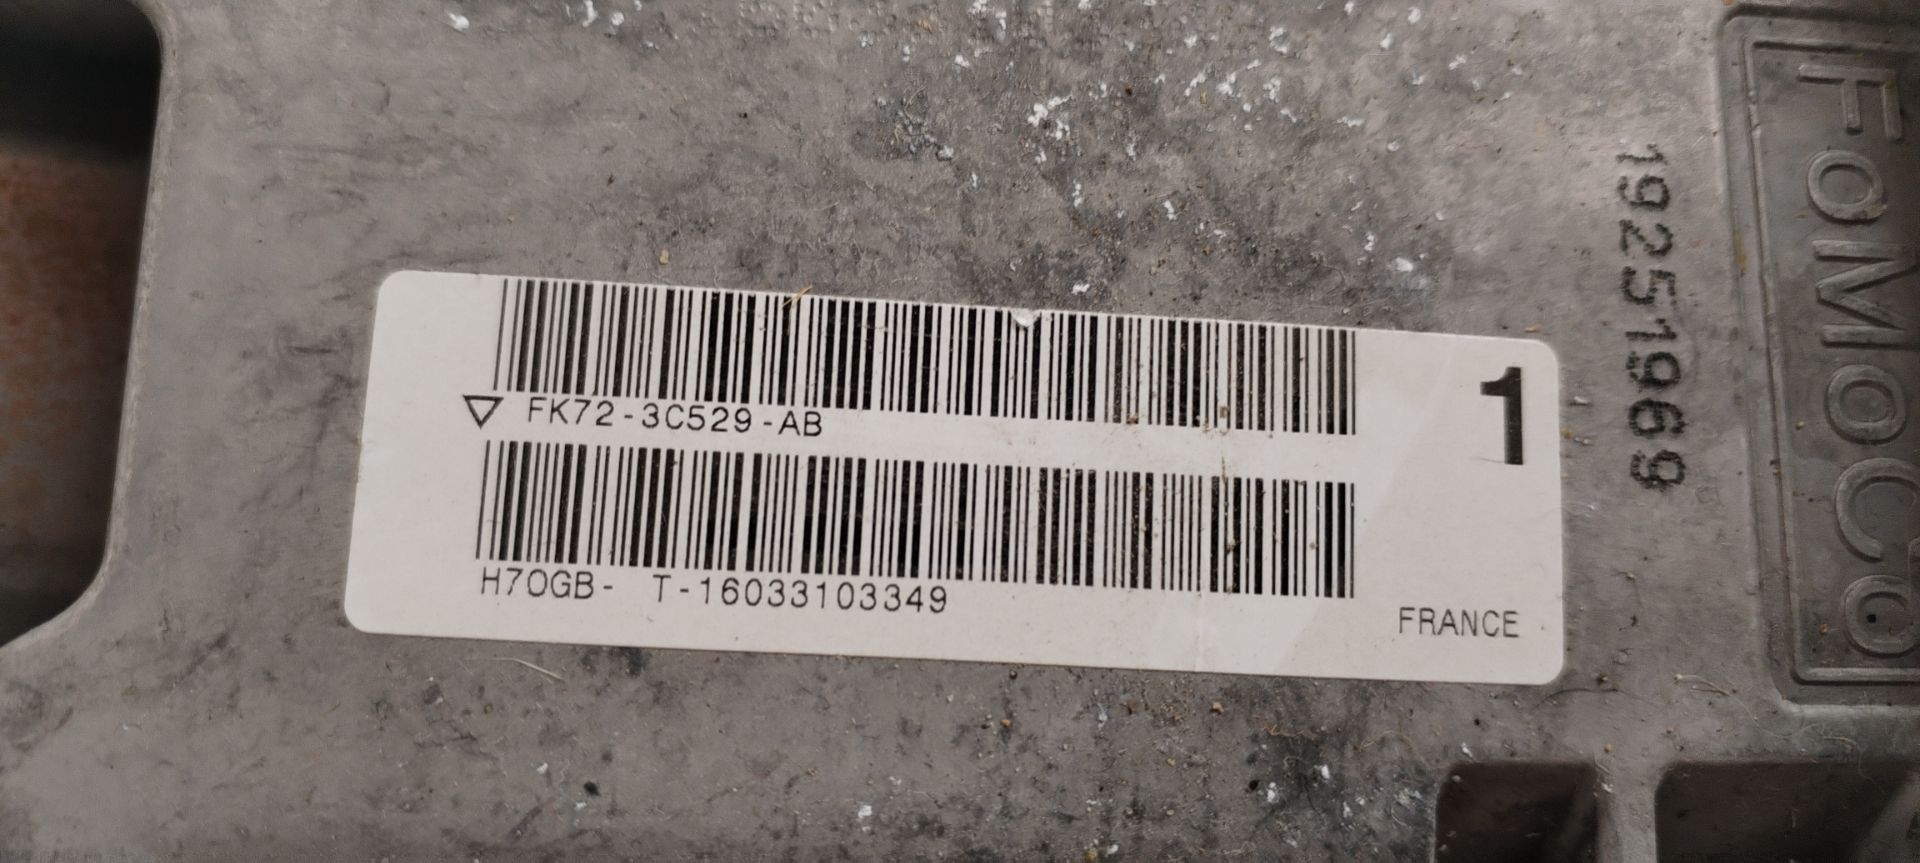 FK72-3C529-AB
1
H70GB- T-16033103349
FRANCE
19251969
FoMoCo